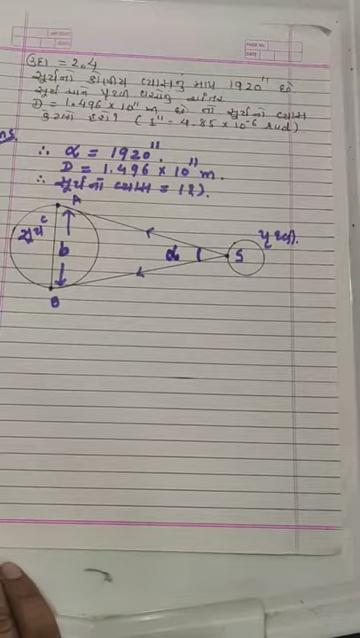 ઉદા = 2.4
સૂર્યનો કોણીય વ્યાસનું માપ 1920" છે
સૂર્ય અને પૃથ્વી વચ્ચેનું અંતર
D = 1.496 × 10¹¹ m છે તો સૂર્યનો વ્યાસ
કેટલો હશે? (1" = 4.85 × 10⁻⁶ rad)
ns.
∴ α = 1920".
D = 1.496 × 10¹¹ m.
∴ સૂર્યનો વ્યાસ = (?).
A
સૂર્ય
C
b
α
S
પૃથ્વી.
B